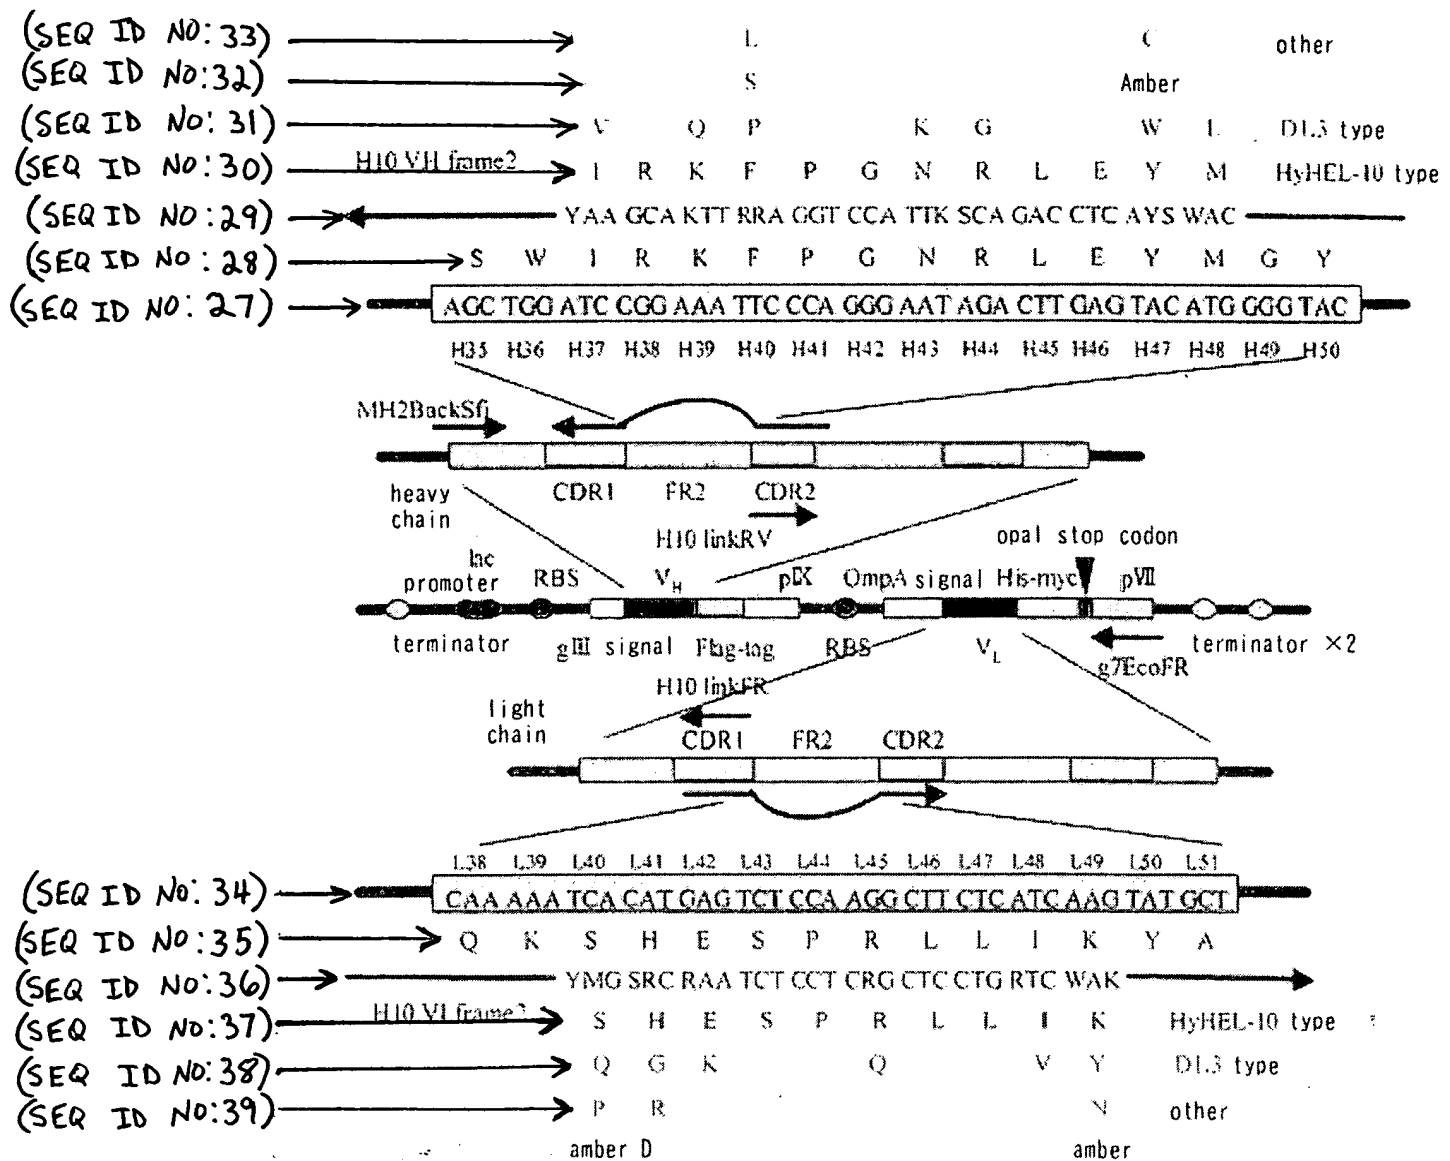 (SEQ ID NO: 33) L C other
(SEQ ID NO: 32) S Amber
(SEQ ID NO: 31) V Q P K G W L D1.3 type
(SEQ ID NO: 30) H10 VH frame2 I R K F P G N R L E Y M HyHEL-10 type
(SEQ ID NO: 29) YAA GCA KTT RRA GGT CCA TTK SCA GAC CTC AYS WAC
(SEQ ID NO: 28) S W I R K F P G N R L E Y M G Y
(SEQ ID NO: 27) AGC TGG ATC CGG AAA TTC CCA GGG AAT AGA CTT GAG TAC ATG GGG TAC
H35 H36 H37 H38 H39 H40 H41 H42 H43 H44 H45 H46 H47 H48 H49 H50
MH2BackSfi
heavy chain CDR1 FR2 CDR2
H10 linkRV opal stop codon
lac promoter RBS VH pIX OmpA signal His-myc pVII
terminator gIII signal Flag-tag RBS VL g7EcoFR terminator ×2
H10 linkFR
light chain CDR1 FR2 CDR2
L38 L39 L40 L41 L42 L43 L44 L45 L46 L47 L48 L49 L50 L51
(SEQ ID NO: 34) CAA AAA TCA CAT GAG TCT CCA AGG CTT CTC ATC AAG TAT GCT
(SEQ ID NO: 35) Q K S H E S P R L L I K Y A
(SEQ ID NO: 36) YMG SRC RAA TCT CCT CRG CTC CTG RTC WAK
(SEQ ID NO: 37) H10 VL frame2 S H E S P R L L I K HyHEL-10 type
(SEQ ID NO: 38) Q G K Q V Y D1.3 type
(SEQ ID NO: 39) P R N other
amber D amber